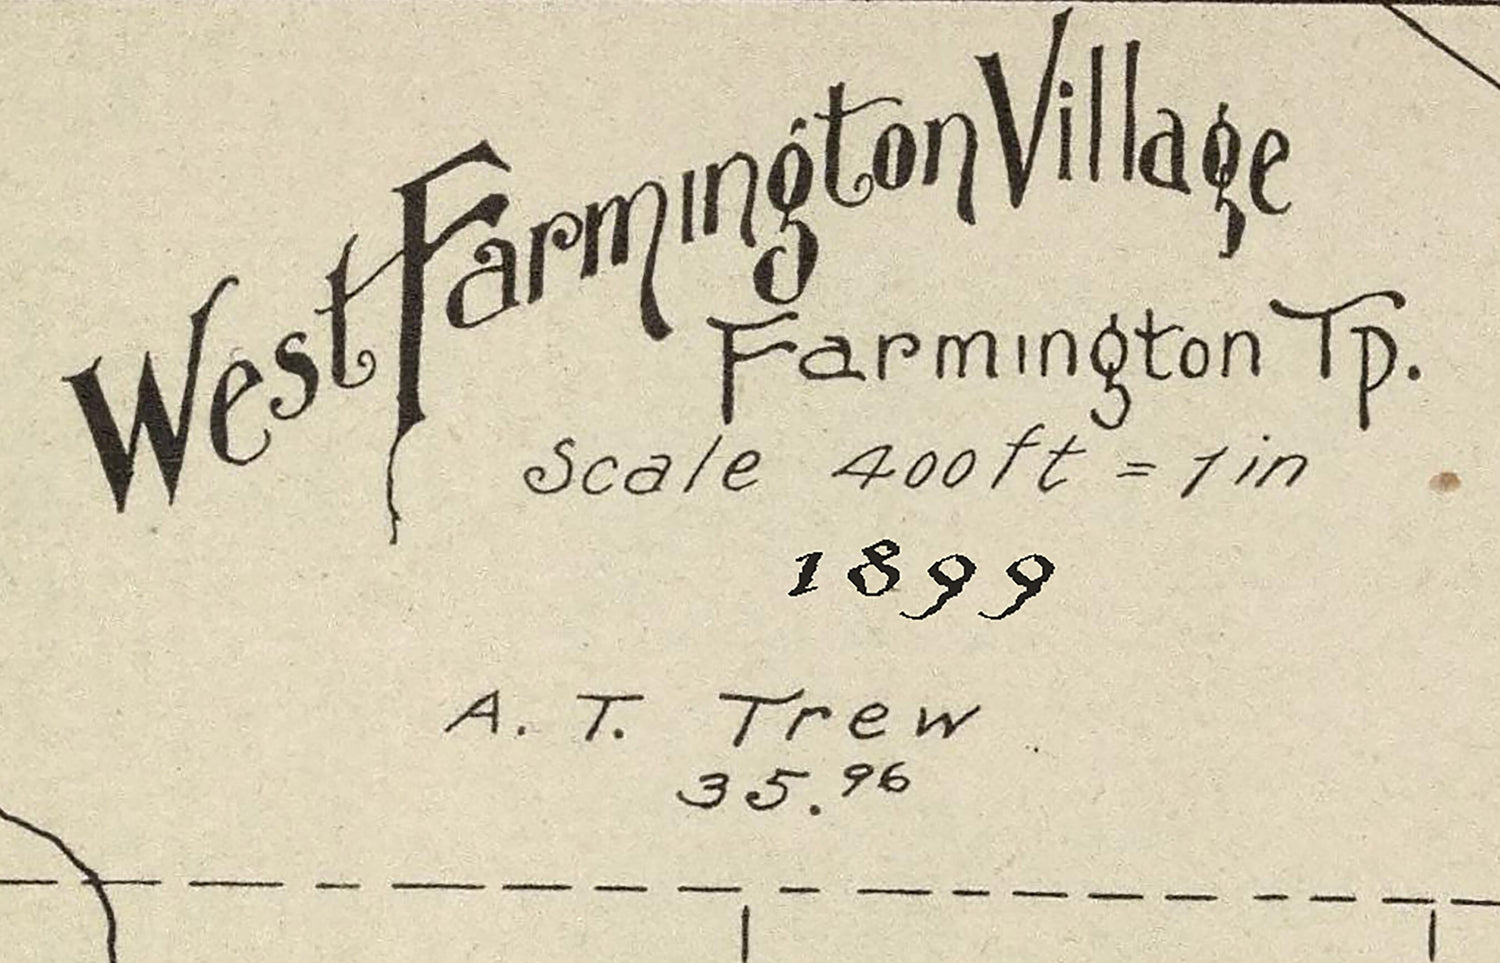 West Farmington Village
Farmington Tp.
Scale 400ft = 1in
1899
A. T. Trew
35.96